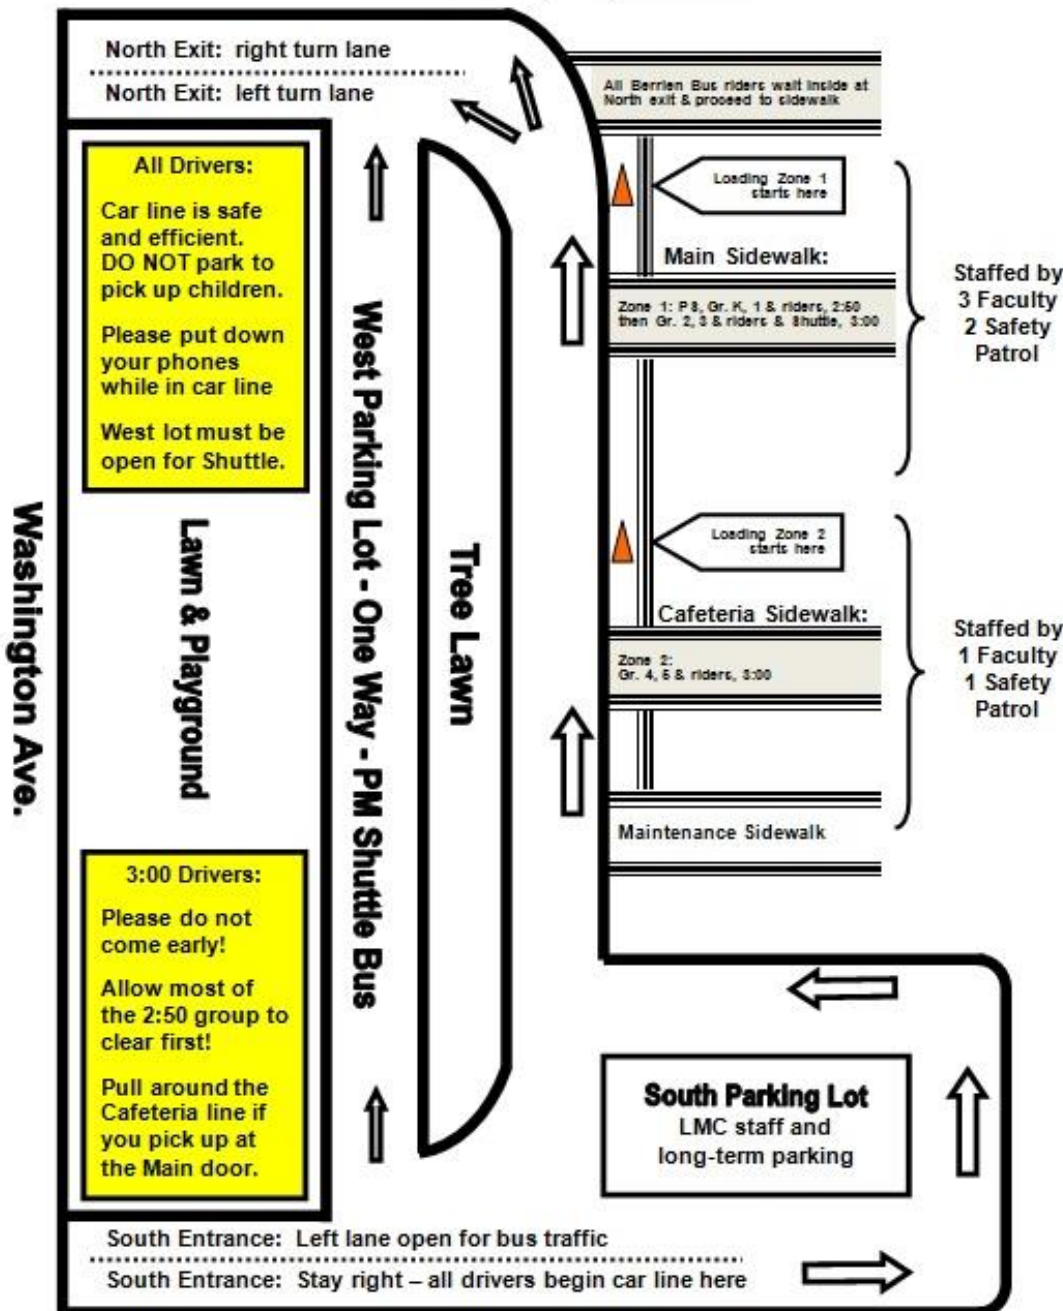 North Exit: right turn lane
North Exit: left turn lane
All Berrien Bus riders wait inside at
North exit & proceed to sidewalk
All Drivers:
Car line is safe
and efficient.
DO NOT park to
pick up children.
Please put down
your phones
while in car line
West lot must be
open for Shuttle.
Loading Zone 1
starts here
Main Sidewalk:
Zone 1: PS, Gr. K, 1 & riders, 2:50
then Gr. 2, 3 & riders & Shuttle, 3:00
Staffed by
3 Faculty
2 Safety
Patrol
Washington Ave.
Lawn & Playground
West Parking Lot - One Way - PM Shuttle Bus
Tree Lawn
Loading Zone 2
starts here
Cafeteria Sidewalk:
Zone 2:
Gr. 4, 5 & riders, 3:00
Staffed by
1 Faculty
1 Safety
Patrol
Maintenance Sidewalk
3:00 Drivers:
Please do not
come early!
Allow most of
the 2:50 group to
clear first!
Pull around the
Cafeteria line if
you pick up at
the Main door.
South Parking Lot
LMC staff and
long-term parking
South Entrance: Left lane open for bus traffic
South Entrance: Stay right – all drivers begin car line here